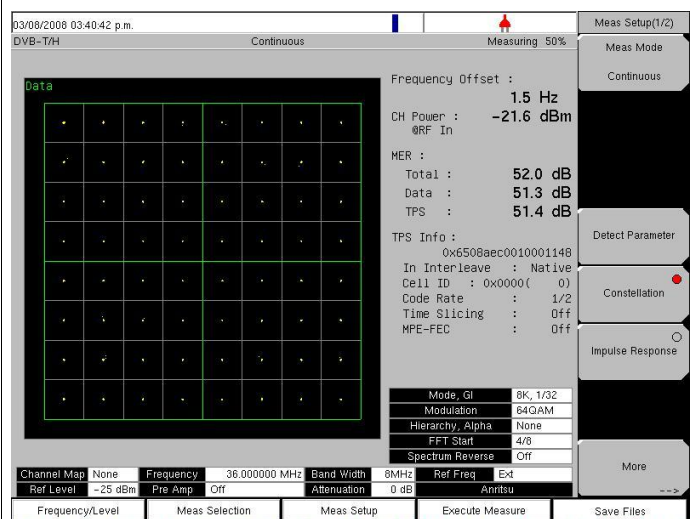 03/08/2008 03:40:42 p.m.
Meas Setup(1/2)
DVB-T/H Continuous Measuring 50%
Meas Mode
Continuous
Data
Frequency Offset :
1.5 Hz
CH Power : -21.6 dBm
@RF In
MER :
Total : 52.0 dB
Data : 51.3 dB
TPS : 51.4 dB
TPS Info :
0x6508aec0010001148
In Interleave : Native
Cell ID : 0x0000( 0)
Code Rate : 1/2
Time Slicing : Off
MPE-FEC : Off
Detect Parameter
Constellation
Impulse Response
Mode, GI 8K, 1/32
Modulation 64QAM
Hierarchy, Alpha None
FFT Start 4/8
Spectrum Reverse Off
More
-->
Channel Map None Frequency 36.000000 MHz Band Width 8MHz Ref Freq Ext
Ref Level -25 dBm Pre Amp Off Attenuation 0 dB Anritsu
Frequency/Level Meas Selection Meas Setup Execute Measure Save Files